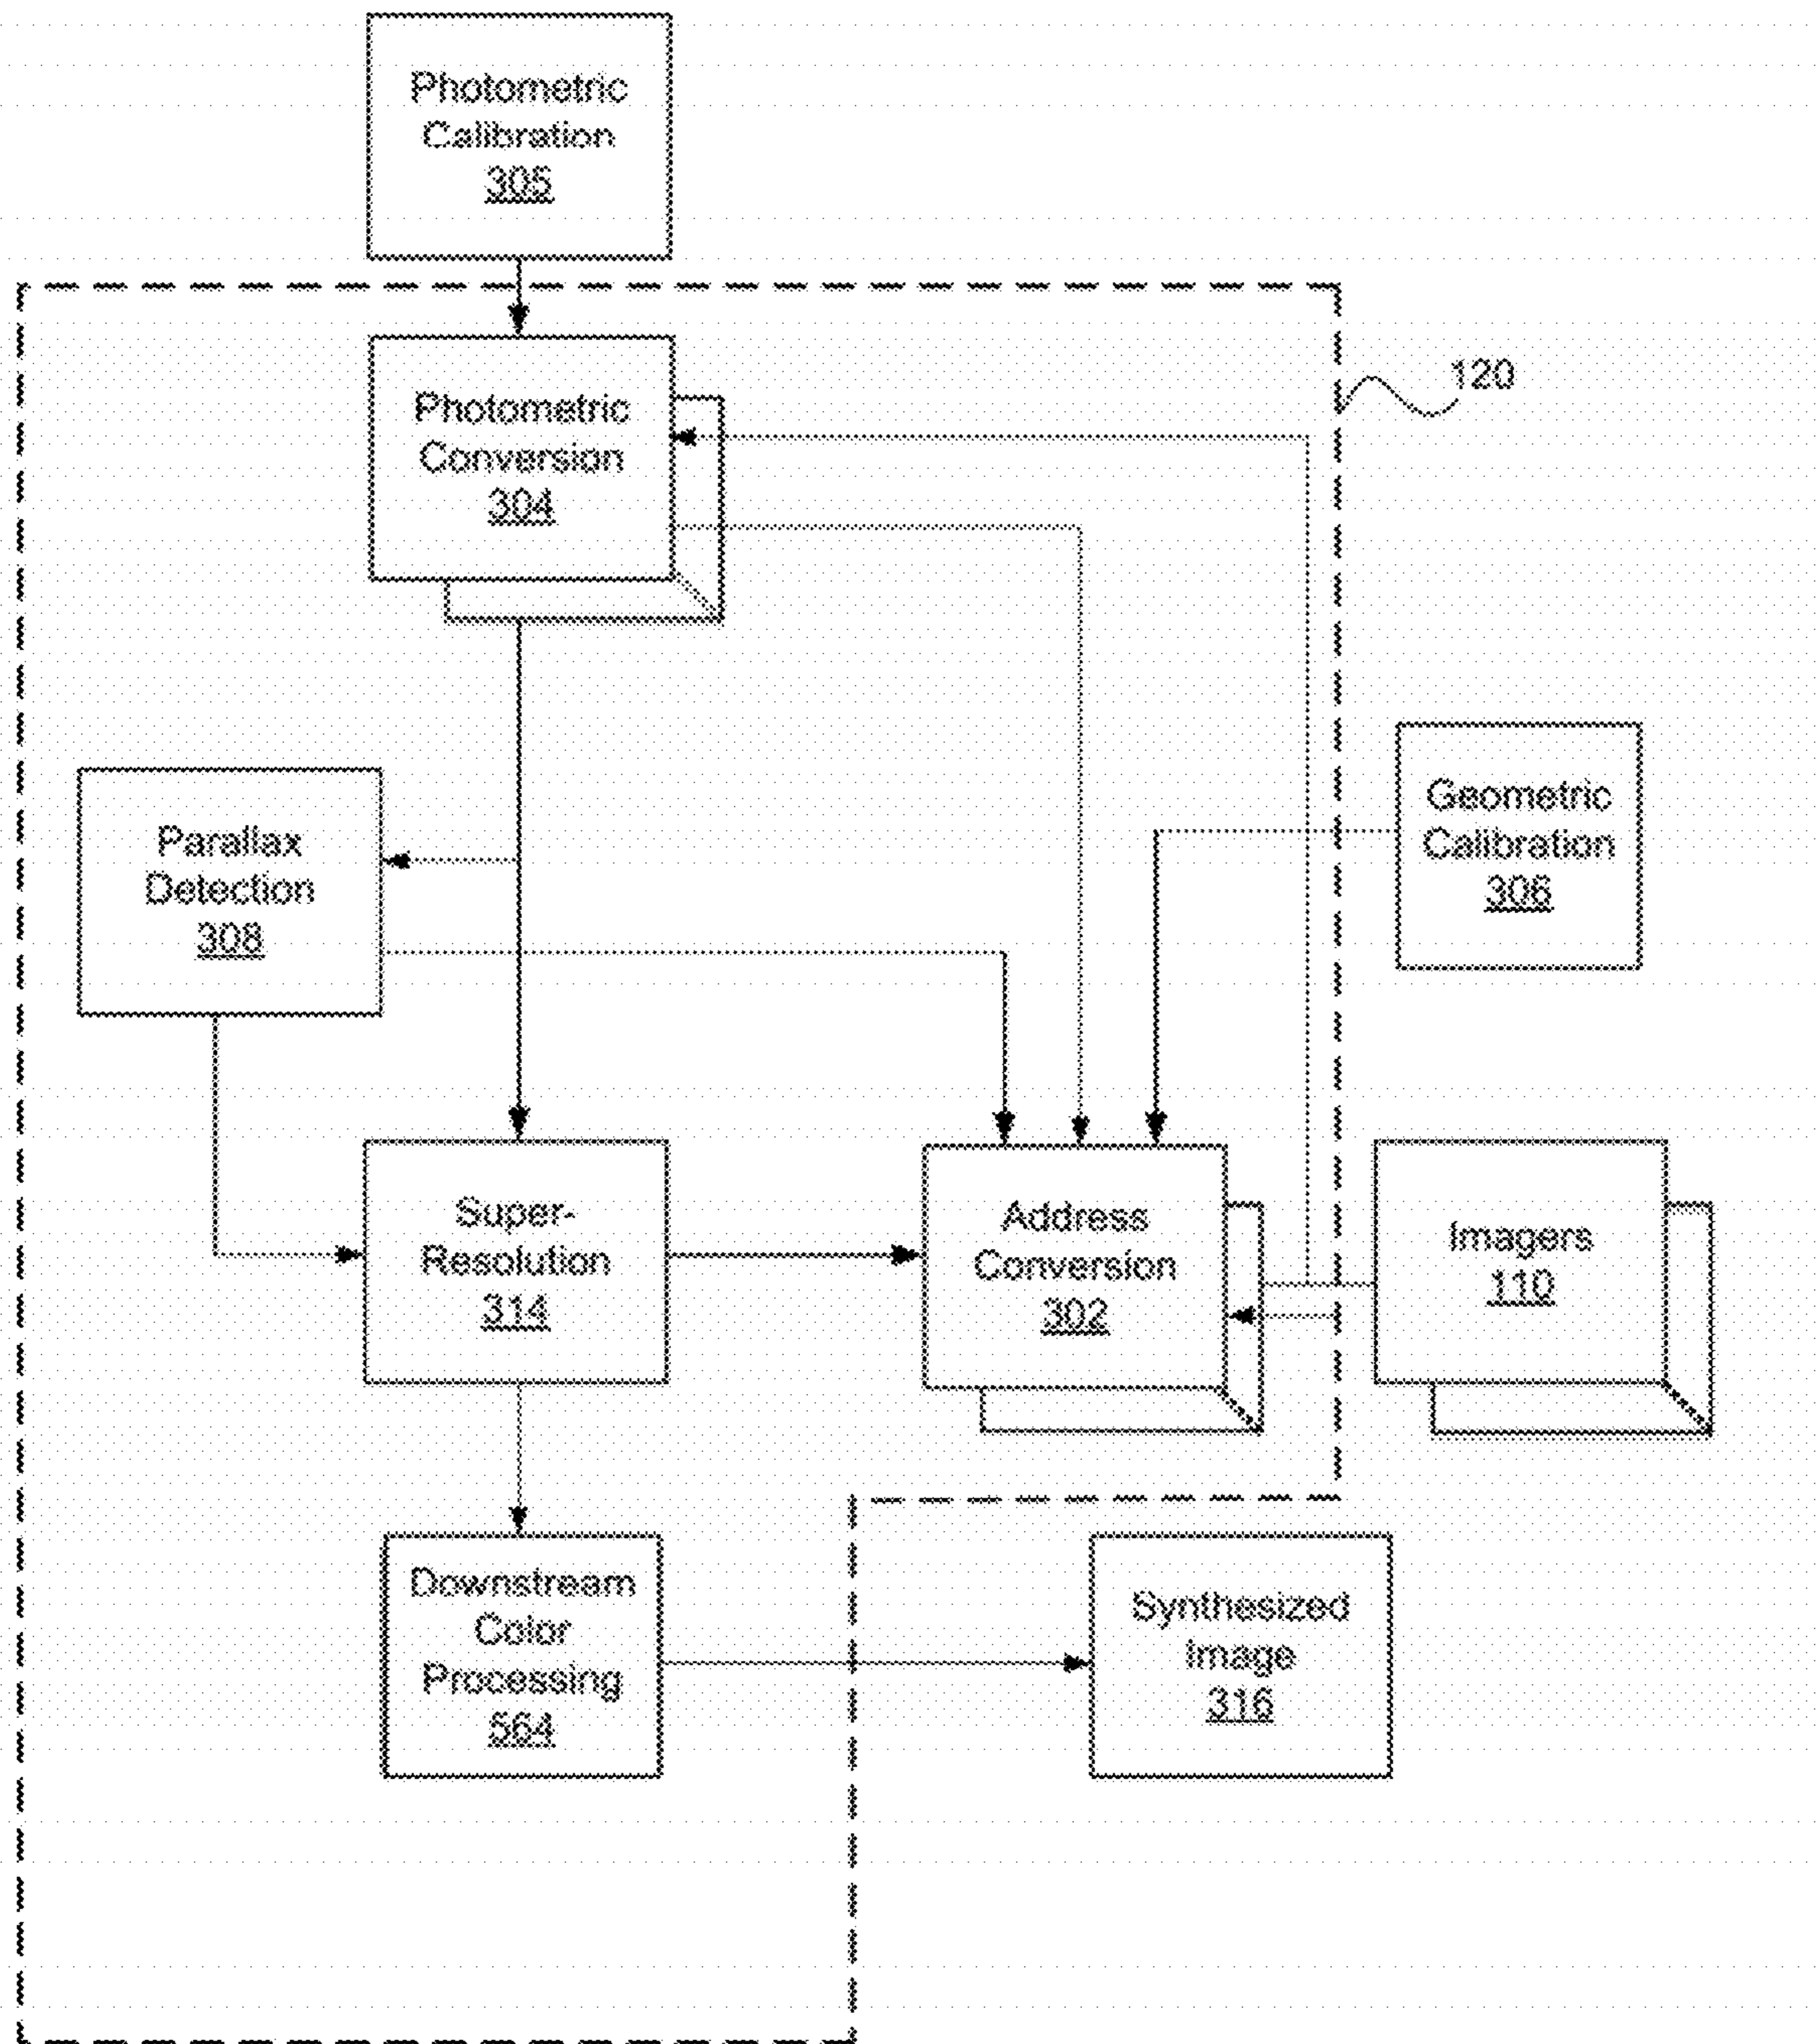 Photometric
Calibration
305
Photometric
Conversion
304
120
Geometric
Calibration
306
Parallax
Detection
308
Super-
Resolution
314
Address
Conversion
302
Imagers
110
Downstream
Color
Processing
564
Synthesized
Image
316